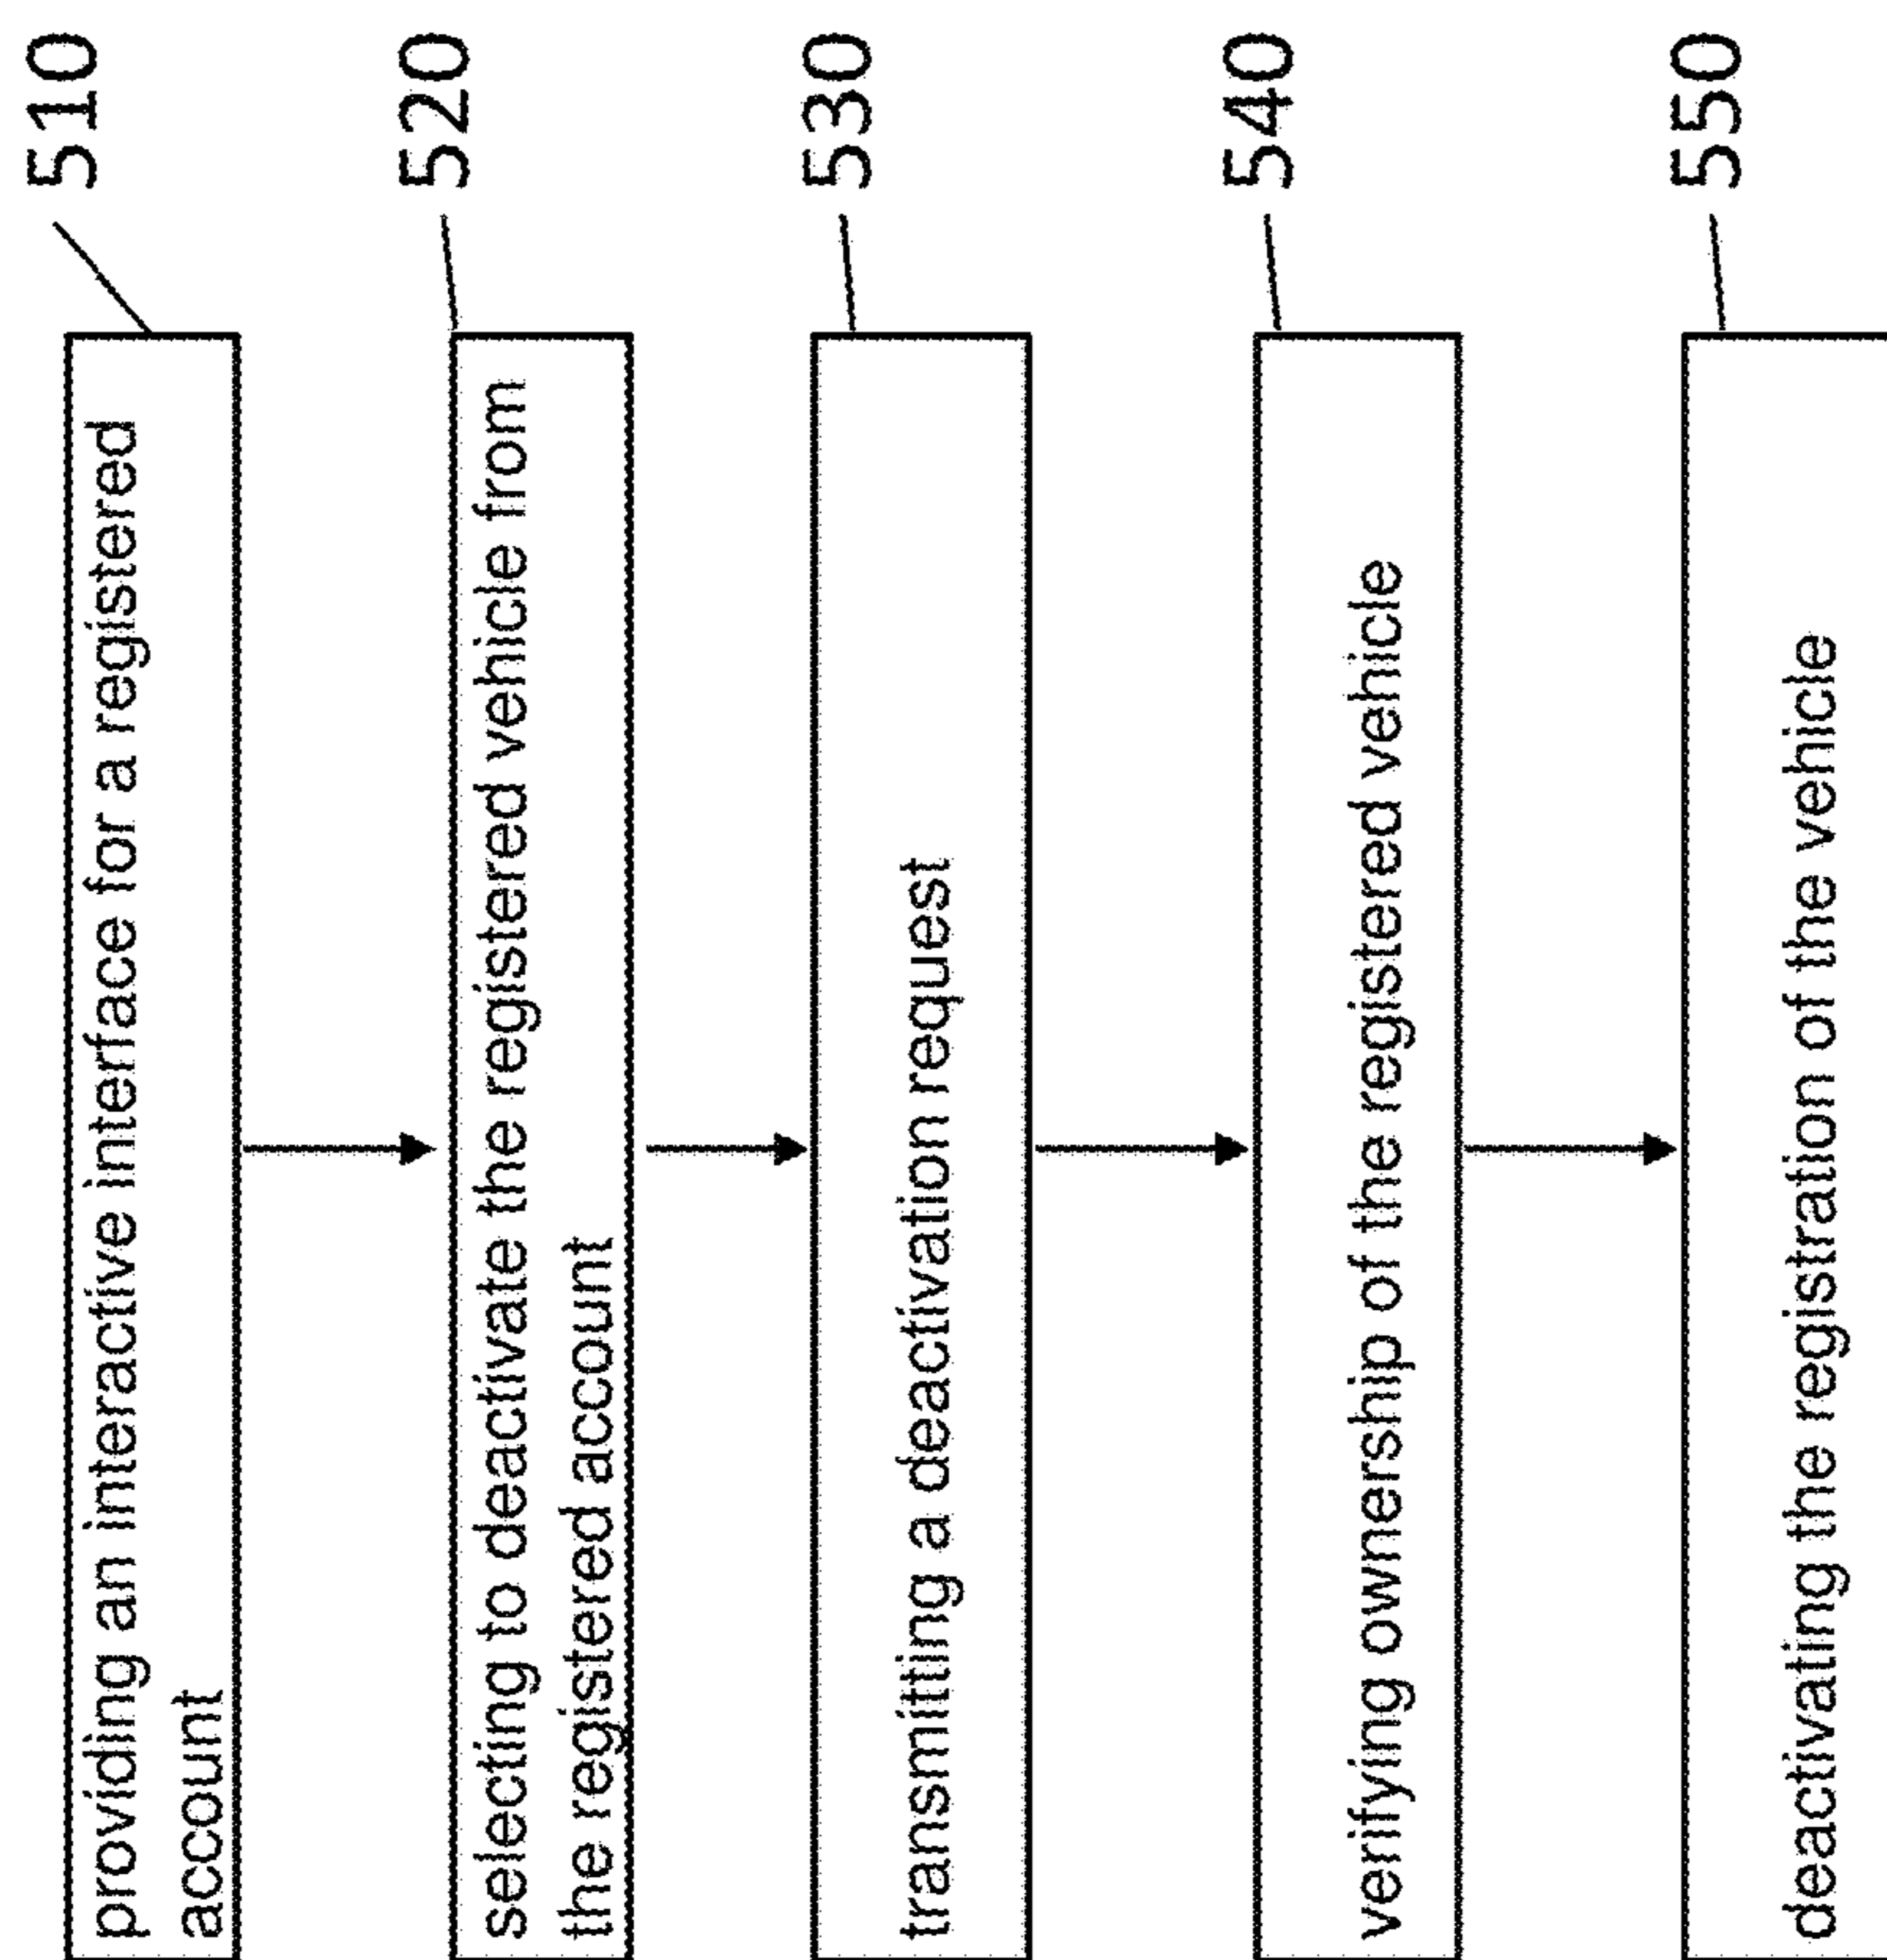 510
providing an interactive interface for a registered
account
520
selecting to deactivate the registered vehicle from
the registered account
530
transmitting a deactivation request
540
verifying ownership of the registered vehicle
550
deactivating the registration of the vehicle